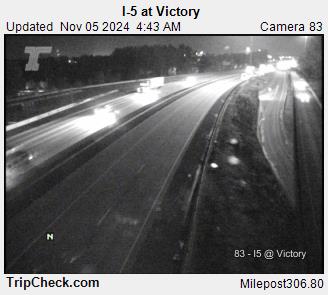 I-5 at Victory
Updated Nov 05 2024 4:43 AM Camera 83
T
N
83 - I5 @ Victory
TripCheck.com Milepost306.80